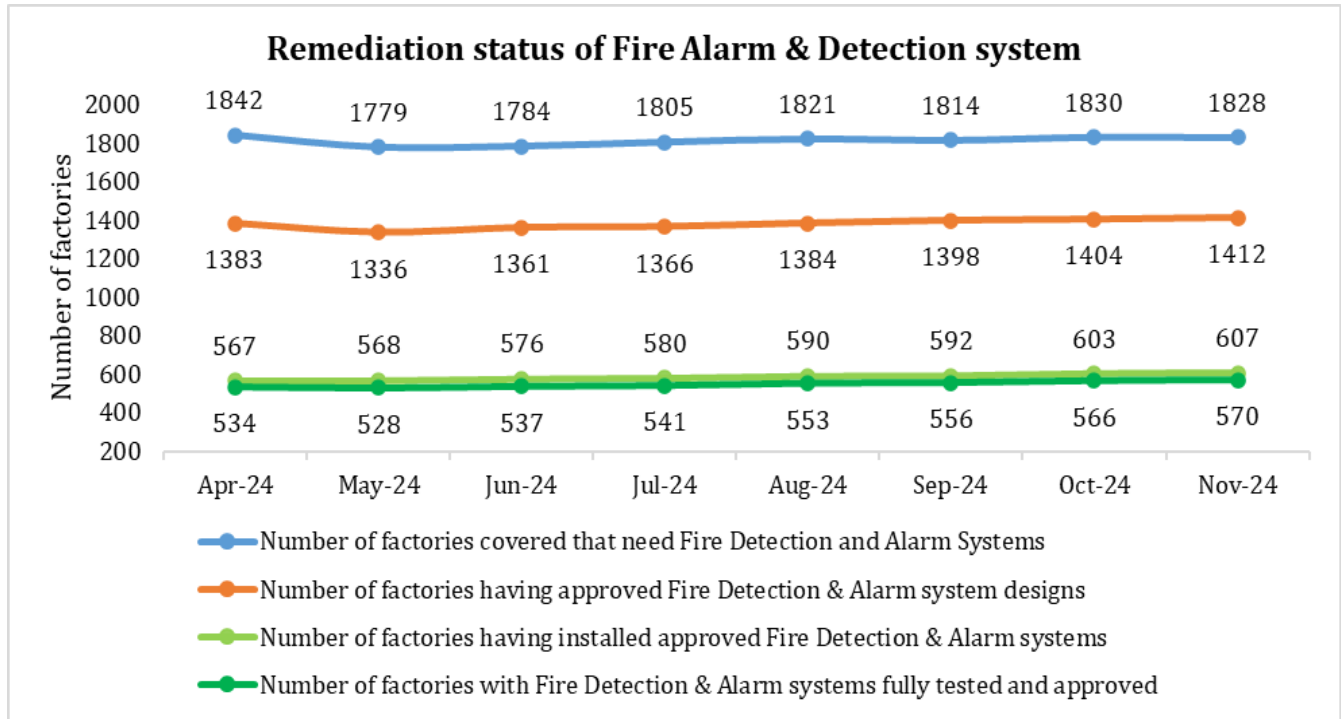 Remediation status of Fire Alarm & Detection system
Number of factories
2000
1800
1600
1400
1200
1000
800
600
400
200
1842 1779 1784 1805 1821 1814 1830 1828
1383 1336 1361 1366 1384 1398 1404 1412
567 568 576 580 590 592 603 607
534 528 537 541 553 556 566 570
Apr-24 May-24 Jun-24 Jul-24 Aug-24 Sep-24 Oct-24 Nov-24
Number of factories covered that need Fire Detection and Alarm Systems
Number of factories having approved Fire Detection & Alarm system designs
Number of factories having installed approved Fire Detection & Alarm systems
Number of factories with Fire Detection & Alarm systems fully tested and approved